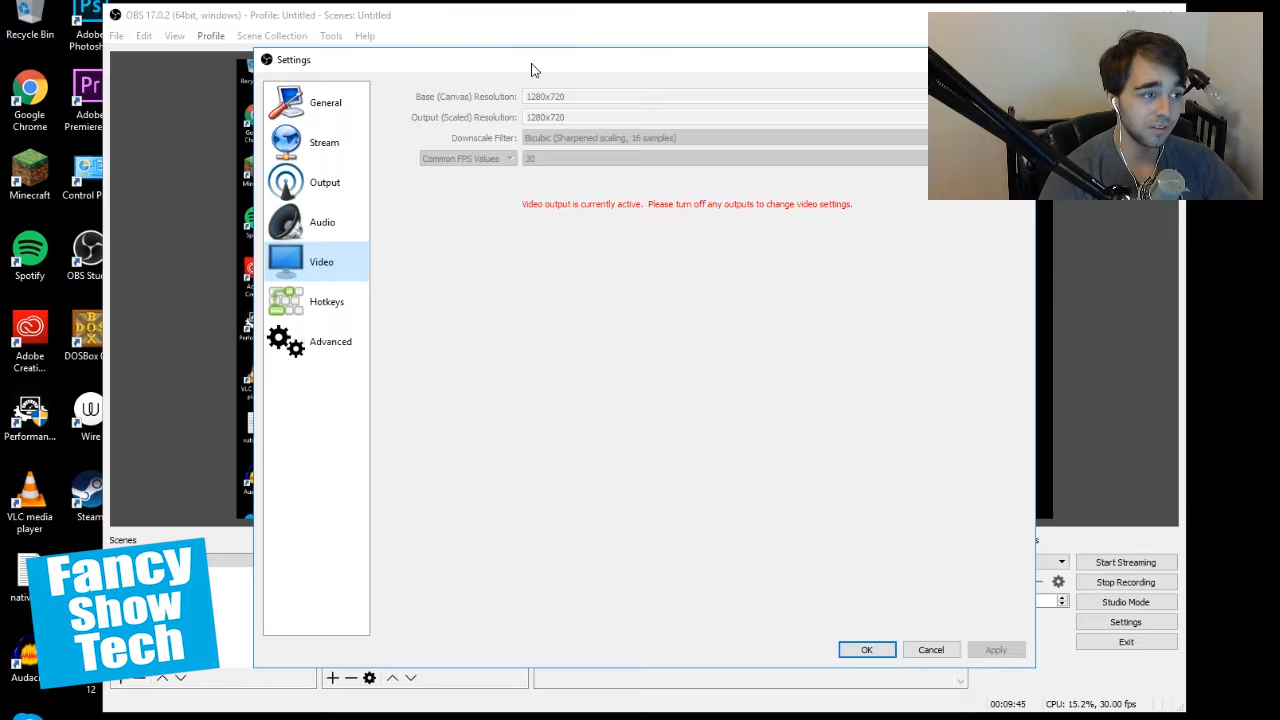 OBS 17.0.2 (64bit, windows) - Profile: Untitled - Scenes: Untitled
File Edit View Profile Scene Collection Tools Help
Recycle Bin
Adobe
Photosh...
Google
Chrome
Adobe
Premiere...
Minecraft
Control P...
Spotify
OBS Stu...
Adobe
Creati...
DOSBox
Performan...
Wire
VLC media
player
Steam
Settings
General
Stream
Output
Audio
Video
Hotkeys
Advanced
Base (Canvas) Resolution: 1280x720
Output (Scaled) Resolution: 1280x720
Downscale Filter: Bicubic (Sharpened scaling, 16 samples)
Common FPS Values 30
Video output is currently active. Please turn off any outputs to change video settings.
OK Cancel Apply
Scenes
Start Streaming
Stop Recording
Studio Mode
Settings
Exit
Fancy
Show
Tech
12
00:09:45 CPU: 15.2%, 30.00 fps